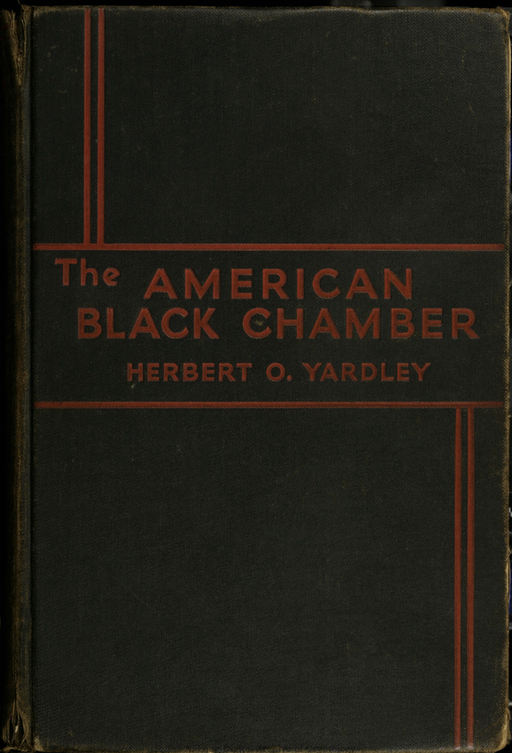 The AMERICAN
BLACK CHAMBER
HERBERT O. YARDLEY